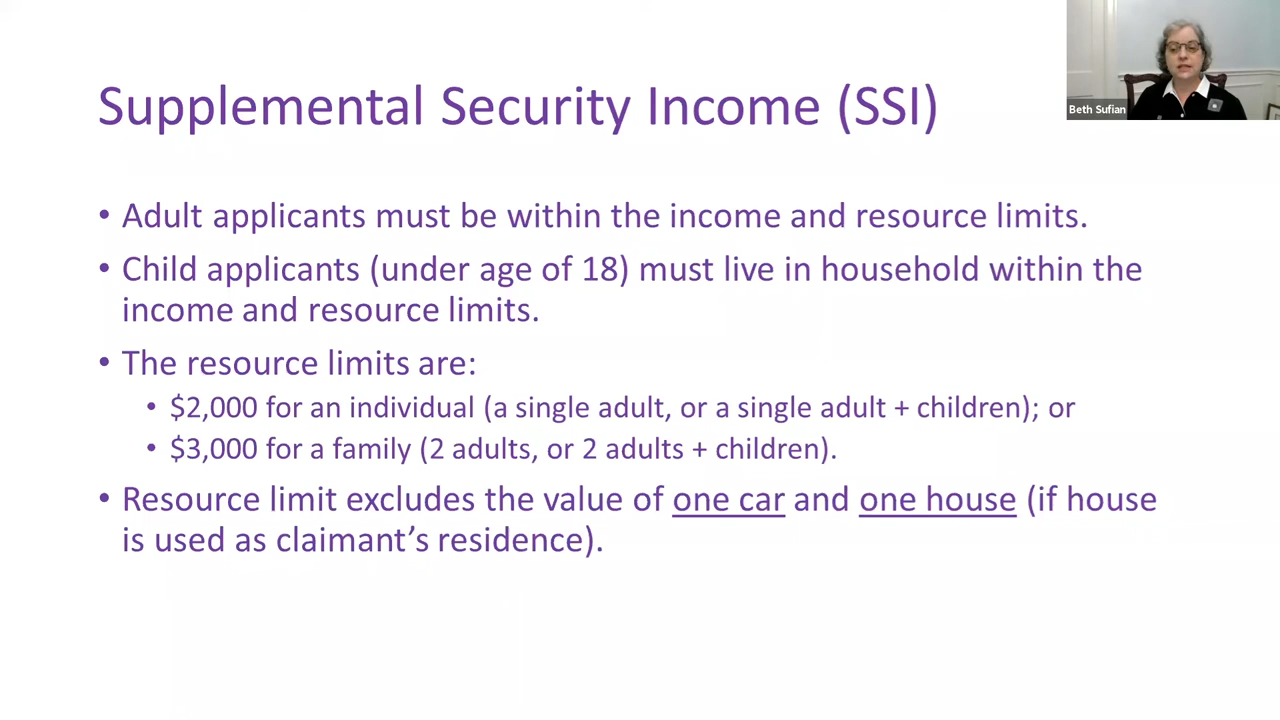 Supplemental Security Income (SSI)
Beth Sufian
• Adult applicants must be within the income and resource limits.
• Child applicants (under age of 18) must live in household within the
income and resource limits.
• The resource limits are:
• $2,000 for an individual (a single adult, or a single adult + children); or
• $3,000 for a family (2 adults, or 2 adults + children).
• Resource limit excludes the value of one car and one house (if house
is used as claimant’s residence).